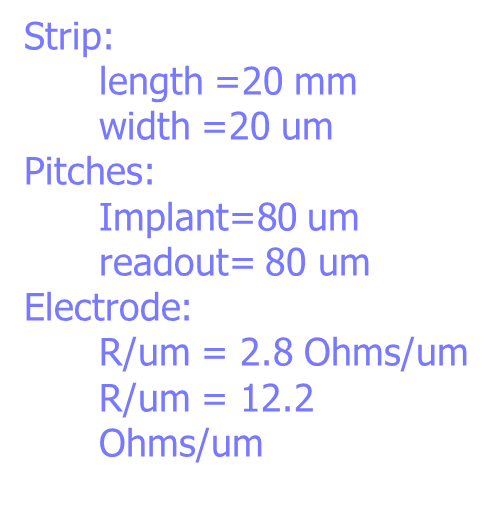 Strip:
length =20 mm
width =20 um
Pitches:
Implant=80 um
readout= 80 um
Electrode:
R/um = 2.8 Ohms/um
R/um = 12.2
Ohms/um